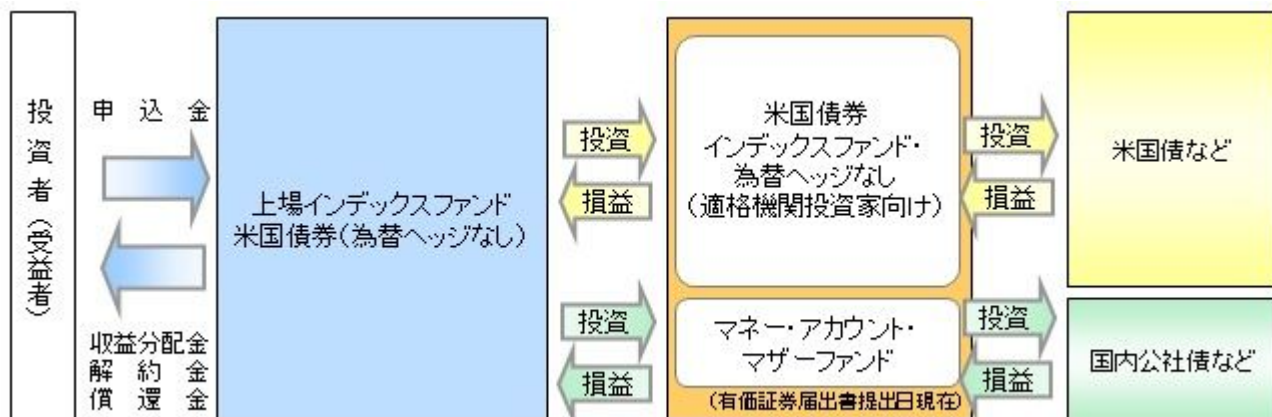 投資者(受益者)
申込金
収益分配金
解約金
償還金
上場インデックスファンド
米国債券(為替ヘッジなし)
投資
損益
投資
損益
米国債券
インデックスファンド・
為替ヘッジなし
(適格機関投資家向け)
マネー・アカウント・
マザーファンド
(有価証券届出書提出日現在)
投資
損益
投資
損益
米国債など
国内公社債など